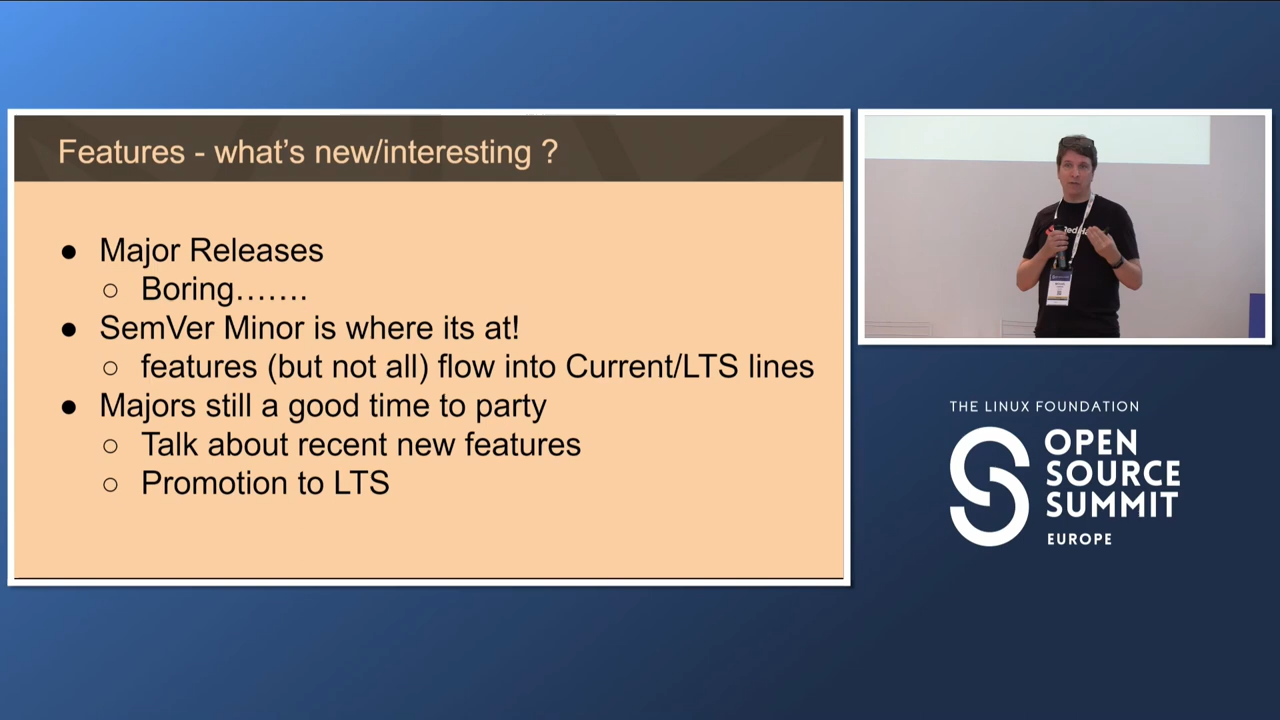 Features - what's new/interesting ?
● Major Releases
○ Boring…….
● SemVer Minor is where its at!
○ features (but not all) flow into Current/LTS lines
● Majors still a good time to party
○ Talk about recent new features
○ Promotion to LTS
THE LINUX FOUNDATION
OPEN
SOURCE
SUMMIT
EUROPE